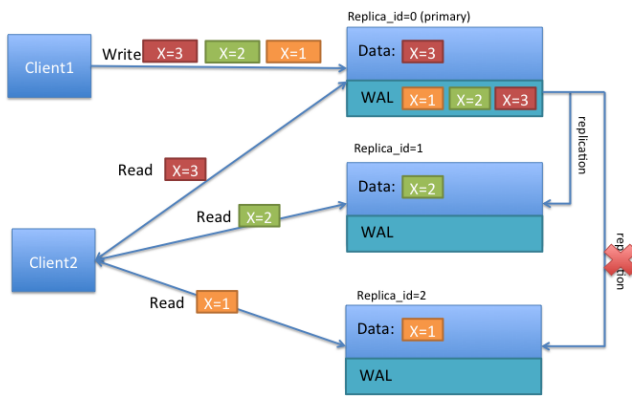 Replica_id=0 (primary)
Client1
Write X=3 X=2 X=1
Data: X=3
WAL X=1 X=2 X=3
replication
Replica_id=1
Read X=3
Data: X=2
Read X=2
WAL
Client2
Replica_id=2
Read X=1
Data: X=1
WAL